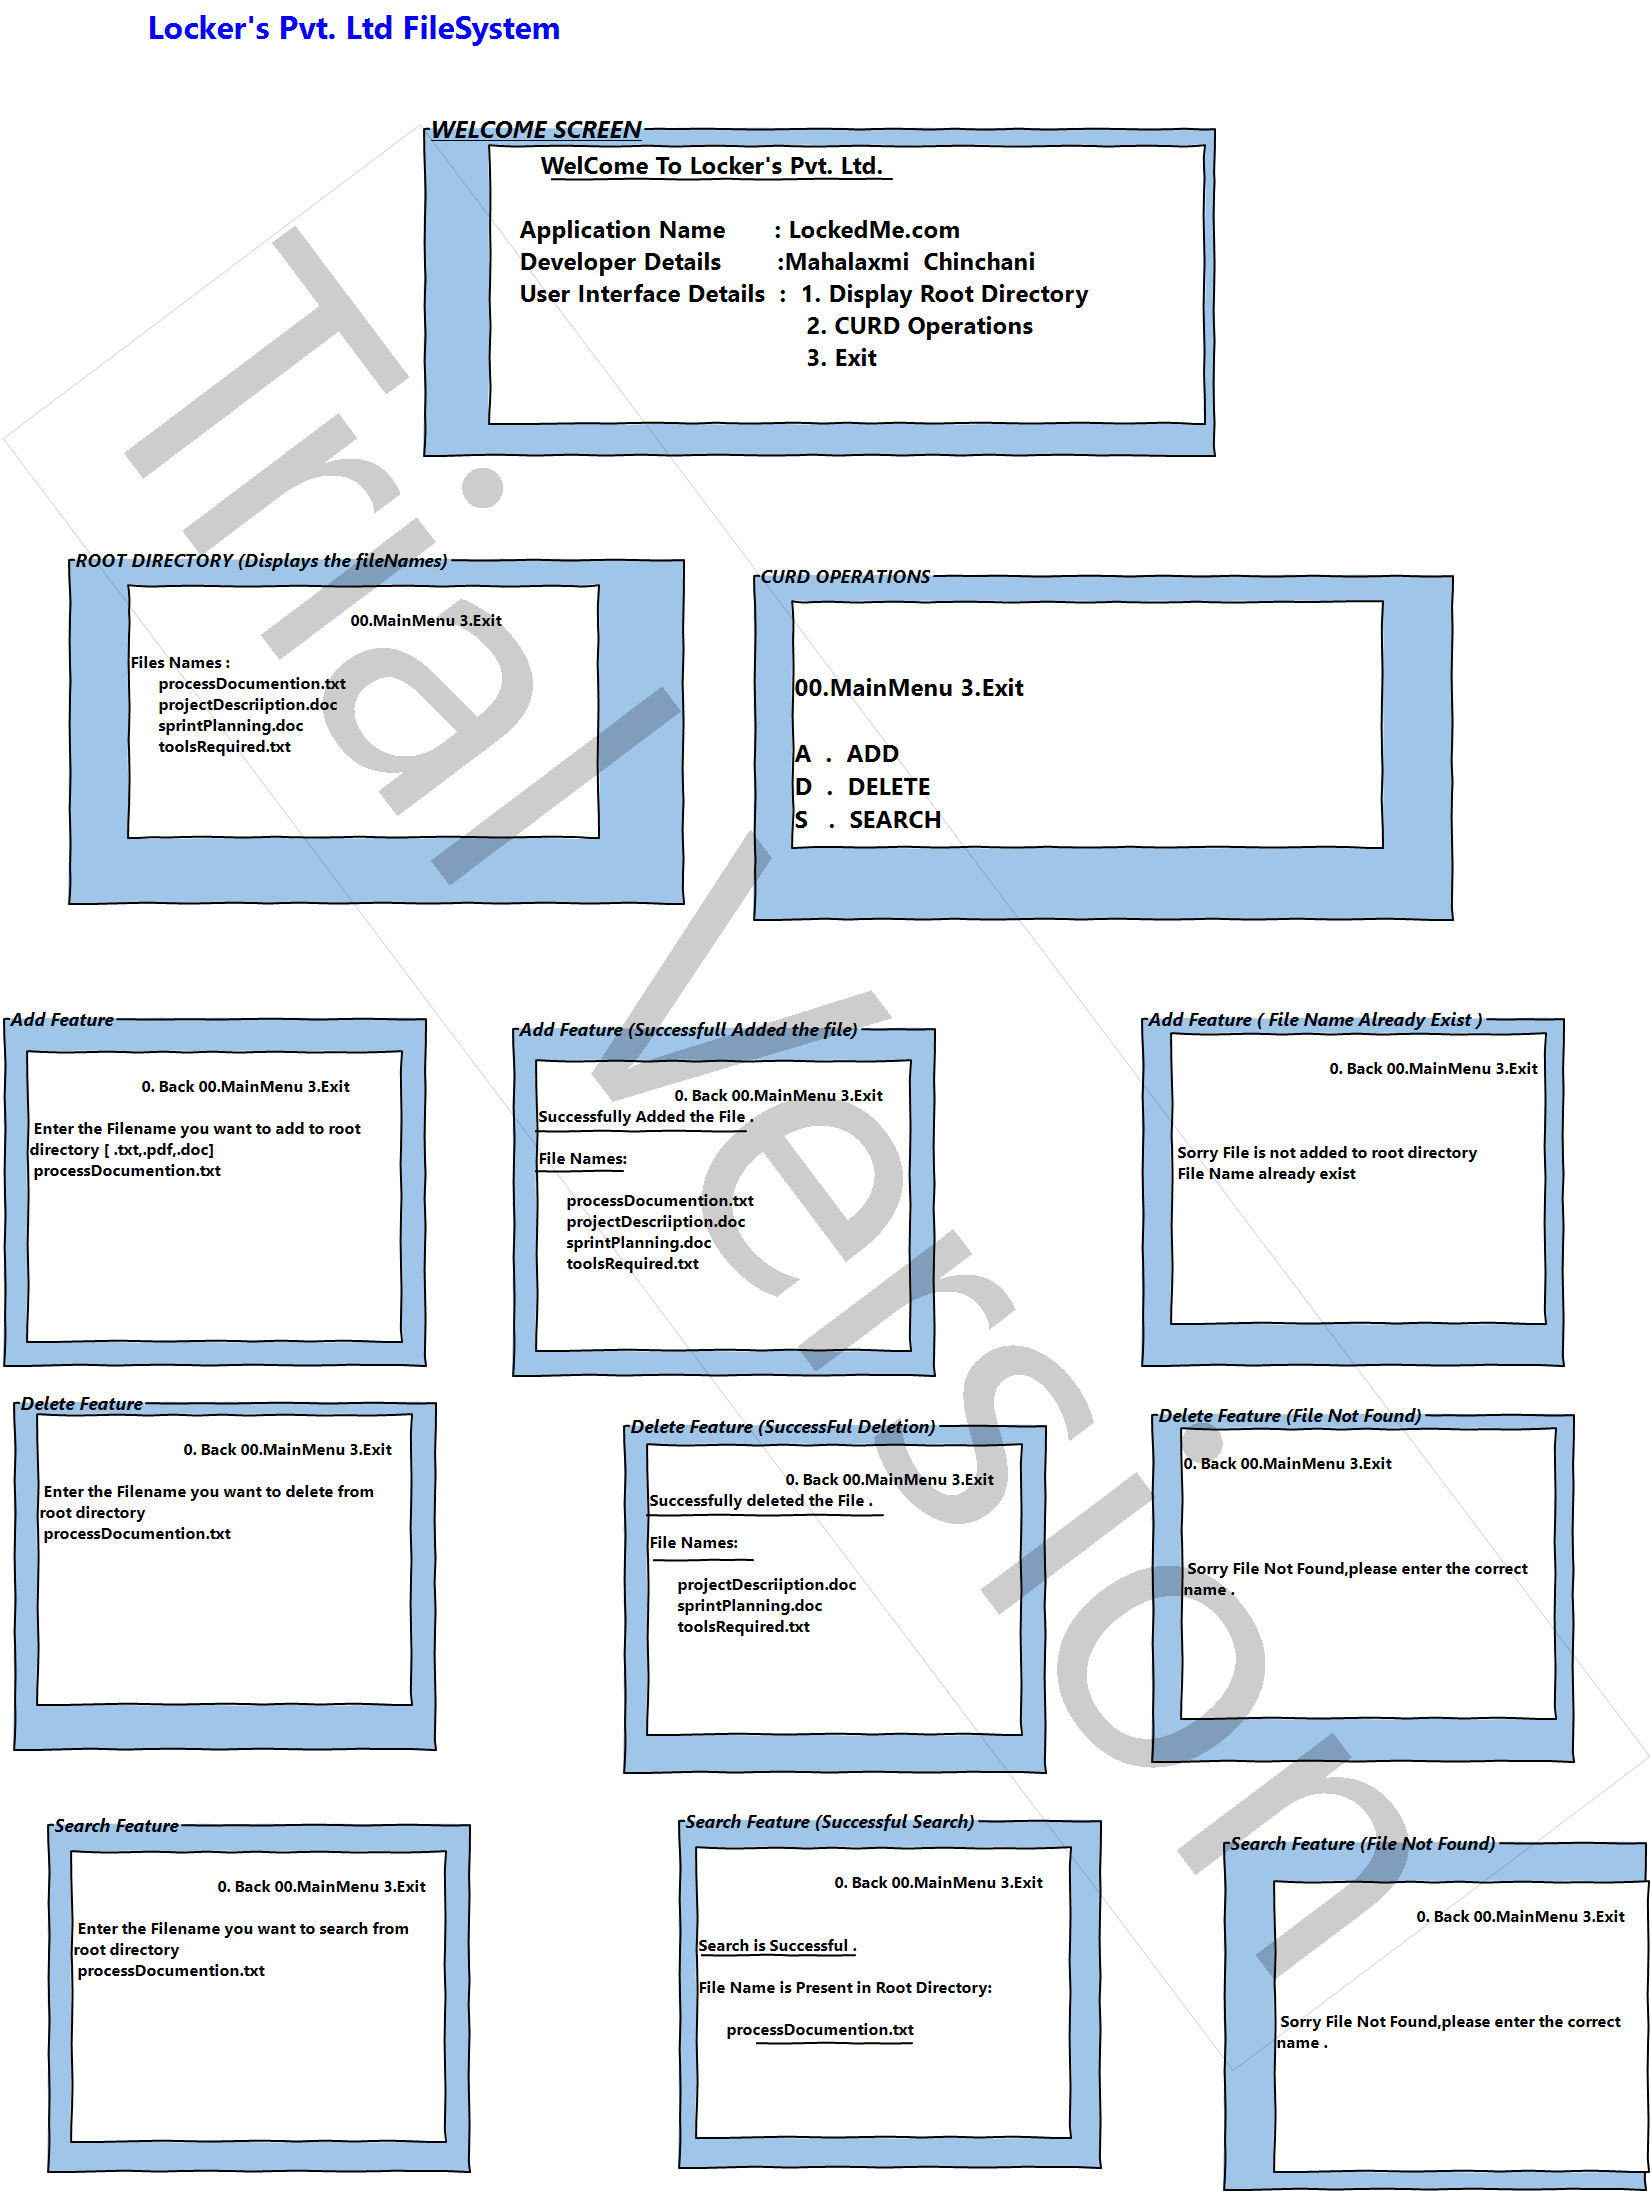 Locker's Pvt. Ltd FileSystem
WELCOME SCREEN
WelCome To Locker's Pvt. Ltd.
Application Name : LockedMe.com
Developer Details :Mahalaxmi Chinchani
User Interface Details : 1. Display Root Directory
2. CURD Operations
3. Exit
ROOT DIRECTORY (Displays the fileNames)
00.MainMenu 3.Exit
Files Names :
processDocumention.txt
projectDescriiption.doc
sprintPlanning.doc
toolsRequired.txt
CURD OPERATIONS
00.MainMenu 3.Exit
A . ADD
D . DELETE
S . SEARCH
Add Feature
0. Back 00.MainMenu 3.Exit
Enter the Filename you want to add to root
directory [ .txt,.pdf,.doc]
processDocumention.txt
Add Feature (Successfull Added the file)
0. Back 00.MainMenu 3.Exit
Successfully Added the File .
File Names:
processDocumention.txt
projectDescriiption.doc
sprintPlanning.doc
toolsRequired.txt
Add Feature ( File Name Already Exist )
0. Back 00.MainMenu 3.Exit
Sorry File is not added to root directory
File Name already exist
Delete Feature
0. Back 00.MainMenu 3.Exit
Enter the Filename you want to delete from
root directory
processDocumention.txt
Delete Feature (SuccessFul Deletion)
0. Back 00.MainMenu 3.Exit
Successfully deleted the File .
File Names:
projectDescriiption.doc
sprintPlanning.doc
toolsRequired.txt
Delete Feature (File Not Found)
0. Back 00.MainMenu 3.Exit
Sorry File Not Found,please enter the correct
name .
Search Feature
0. Back 00.MainMenu 3.Exit
Enter the Filename you want to search from
root directory
processDocumention.txt
Search Feature (Successful Search)
0. Back 00.MainMenu 3.Exit
Search is Successful .
File Name is Present in Root Directory:
processDocumention.txt
Search Feature (File Not Found)
0. Back 00.MainMenu 3.Exit
Sorry File Not Found,please enter the correct
name .
Trial Version